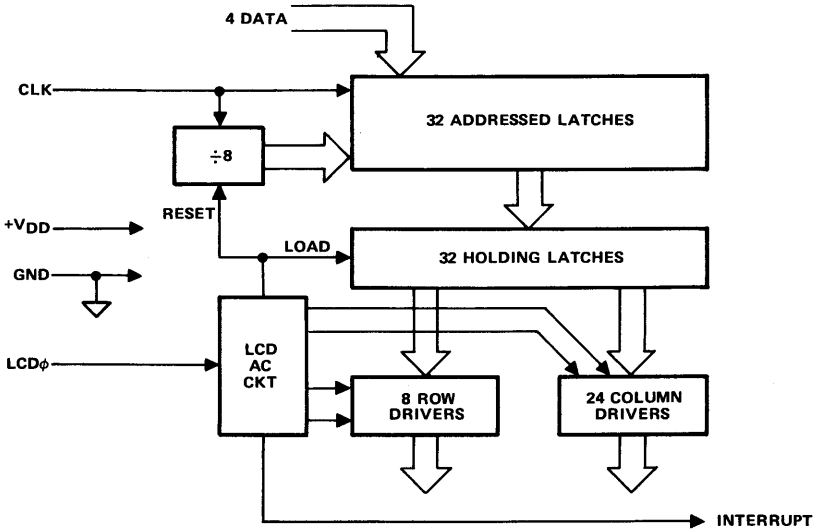 4 DATA
CLK
32 ADDRESSED LATCHES
÷8
RESET
+VDD
LOAD
32 HOLDING LATCHES
GND
LCDϕ
LCD
AC
CKT
8 ROW
DRIVERS
24 COLUMN
DRIVERS
INTERRUPT